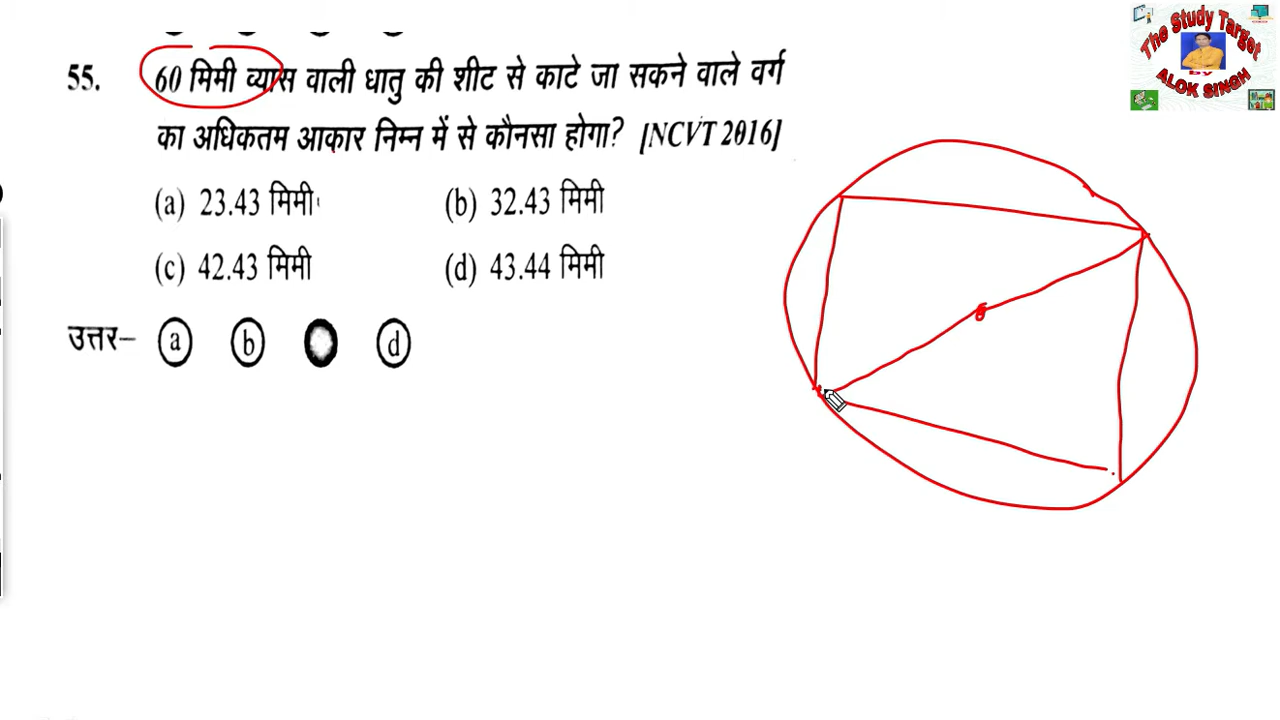 The Study Target
by
ALOK SINGH
55. 60 मिमी व्यास वाली धातु की शीट से काटे जा सकने वाले वर्ग
का अधिकतम आकार निम्न में से कौनसा होगा? [NCVT 2016]
(a) 23.43 मिमी (b) 32.43 मिमी
(c) 42.43 मिमी (d) 43.44 मिमी
उत्तर– a b d